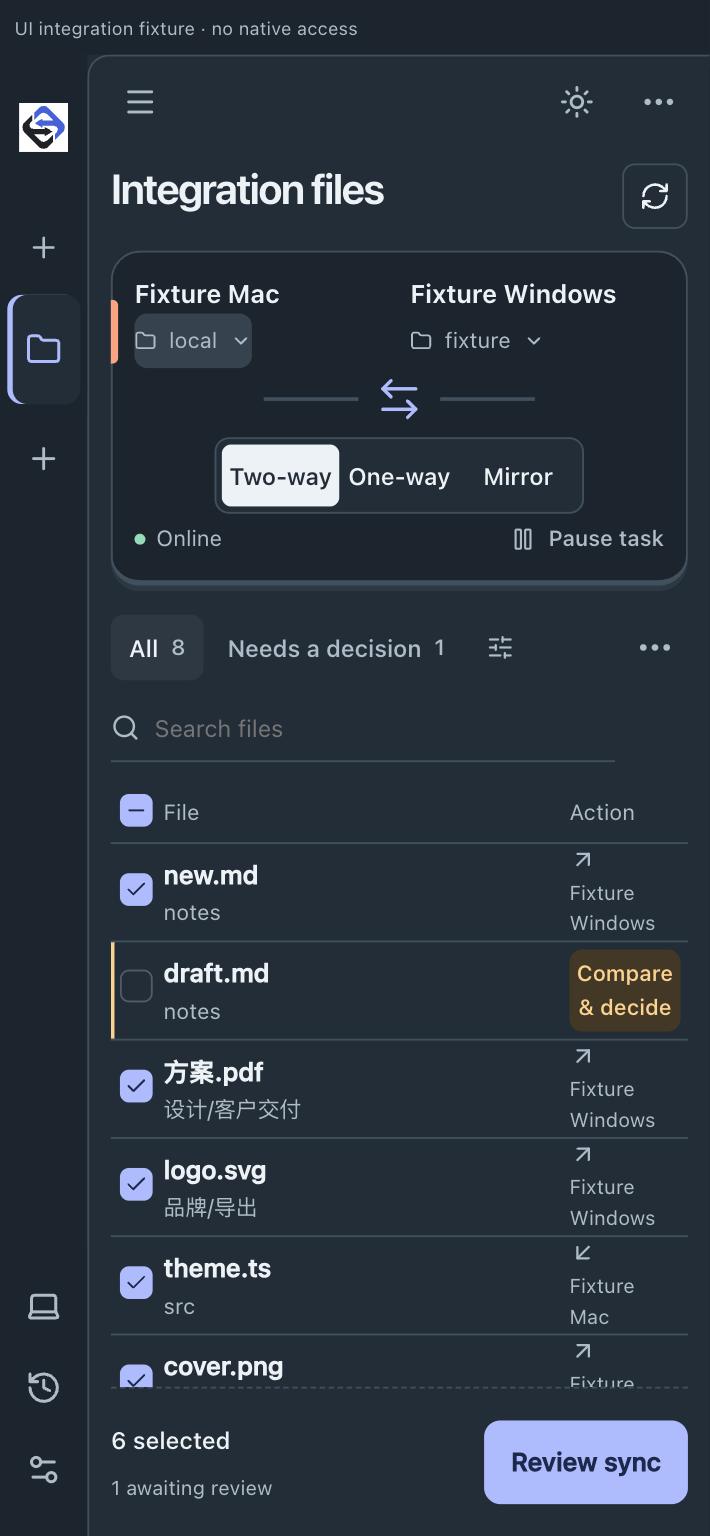 UI integration fixture · no native access
Integration files
Fixture Mac
Fixture Windows
local
fixture
Two-way
One-way
Mirror
Online
Pause task
All 8
Needs a decision 1
Search files
File
Action
new.md
notes
Fixture
Windows
draft.md
notes
Compare
& decide
方案.pdf
设计/客户交付
Fixture
Windows
logo.svg
品牌/导出
Fixture
Windows
theme.ts
src
Fixture
Mac
cover.png
Fixture
6 selected
1 awaiting review
Review sync